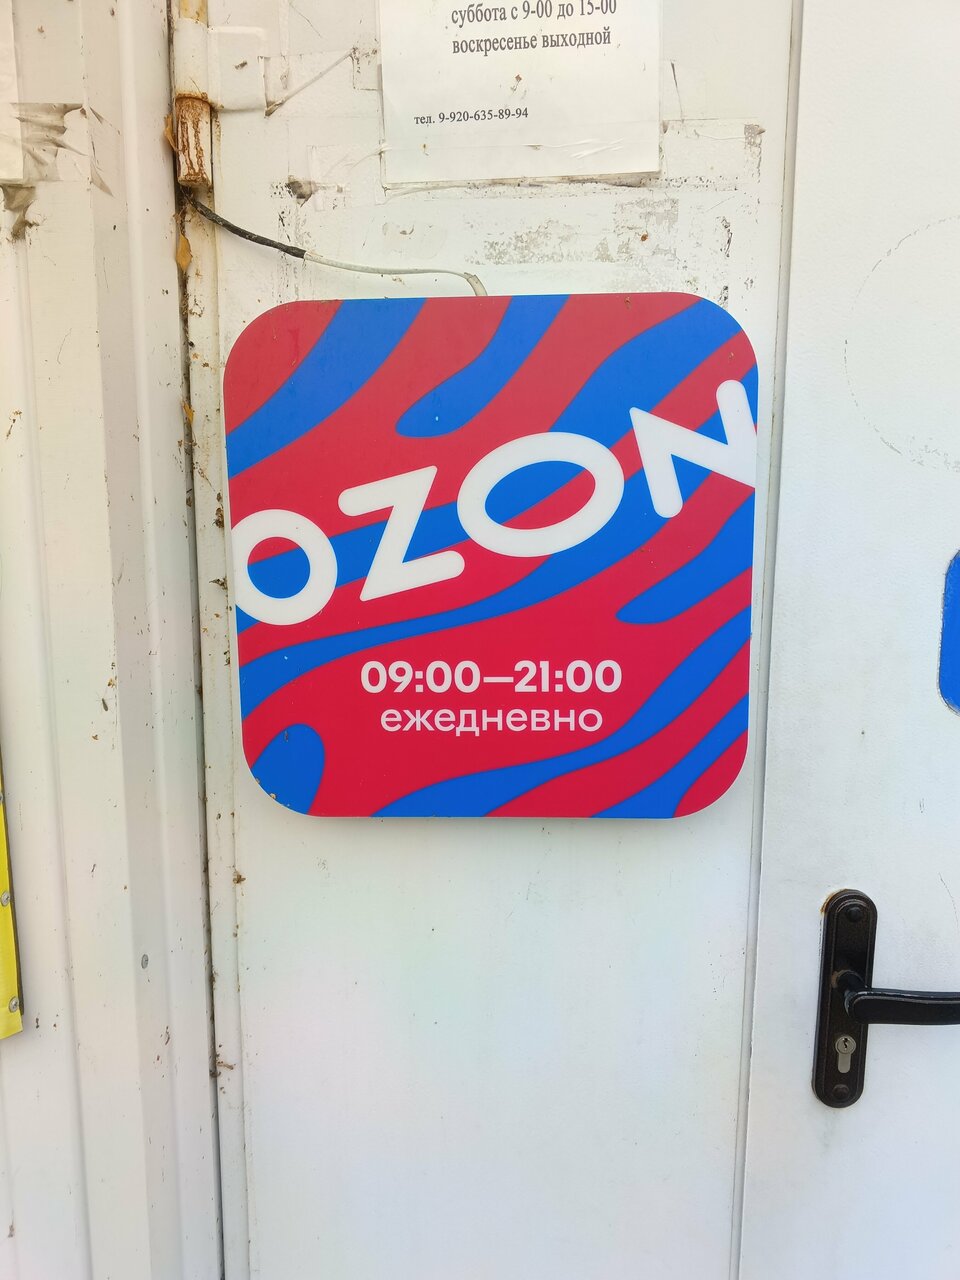 суббота с 9-00 до 15-00
воскресенье выходной
тел. 9-920-635-89-94
OZON
09:00—21:00
ежедневно